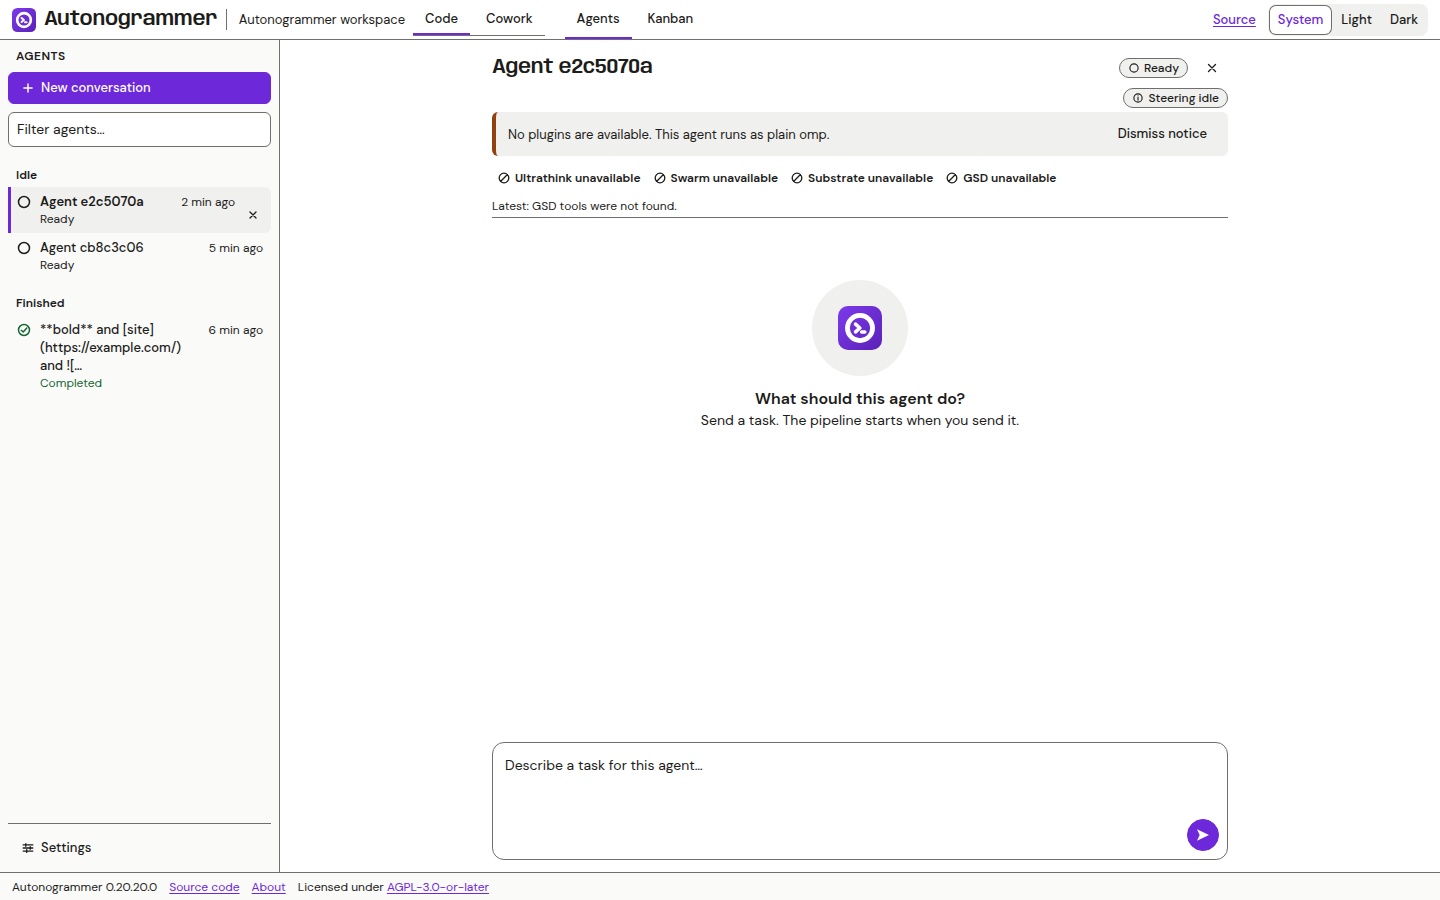 Autonogrammer
Autonogrammer workspace
Code
Cowork
Agents
Kanban
Source
System
Light
Dark
AGENTS
New conversation
Filter agents...
Idle
Agent e2c5070a
2 min ago
Ready
Agent cb8c3c06
5 min ago
Ready
Finished
**bold** and [site]
(https://example.com/)
and ![...
6 min ago
Completed
Settings
Agent e2c5070a
Ready
Steering idle
No plugins are available. This agent runs as plain omp.
Dismiss notice
Ultrathink unavailable
Swarm unavailable
Substrate unavailable
GSD unavailable
Latest: GSD tools were not found.
What should this agent do?
Send a task. The pipeline starts when you send it.
Describe a task for this agent...
Autonogrammer 0.20.20.0
Source code
About
Licensed under AGPL-3.0-or-later